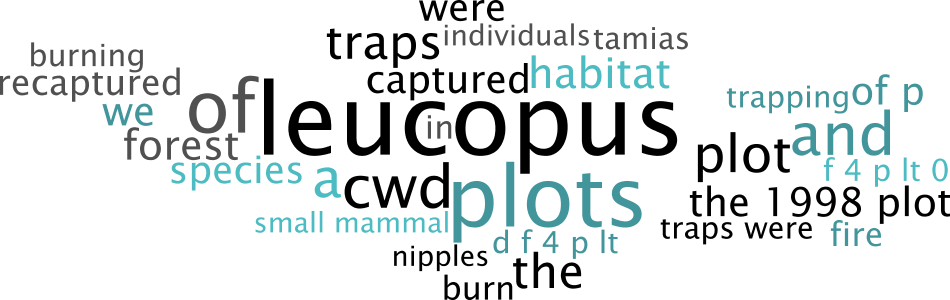 were
traps
individuals
tamias
burning
recaptured
captured
habitat
we
of
leucopus
in
trapping
of p
forest
and
plot
species
a
cwd
plots
f 4 p lt 0
the 1998 plot
small mammal
traps were
fire
d f 4 p lt
nipples
the
burn